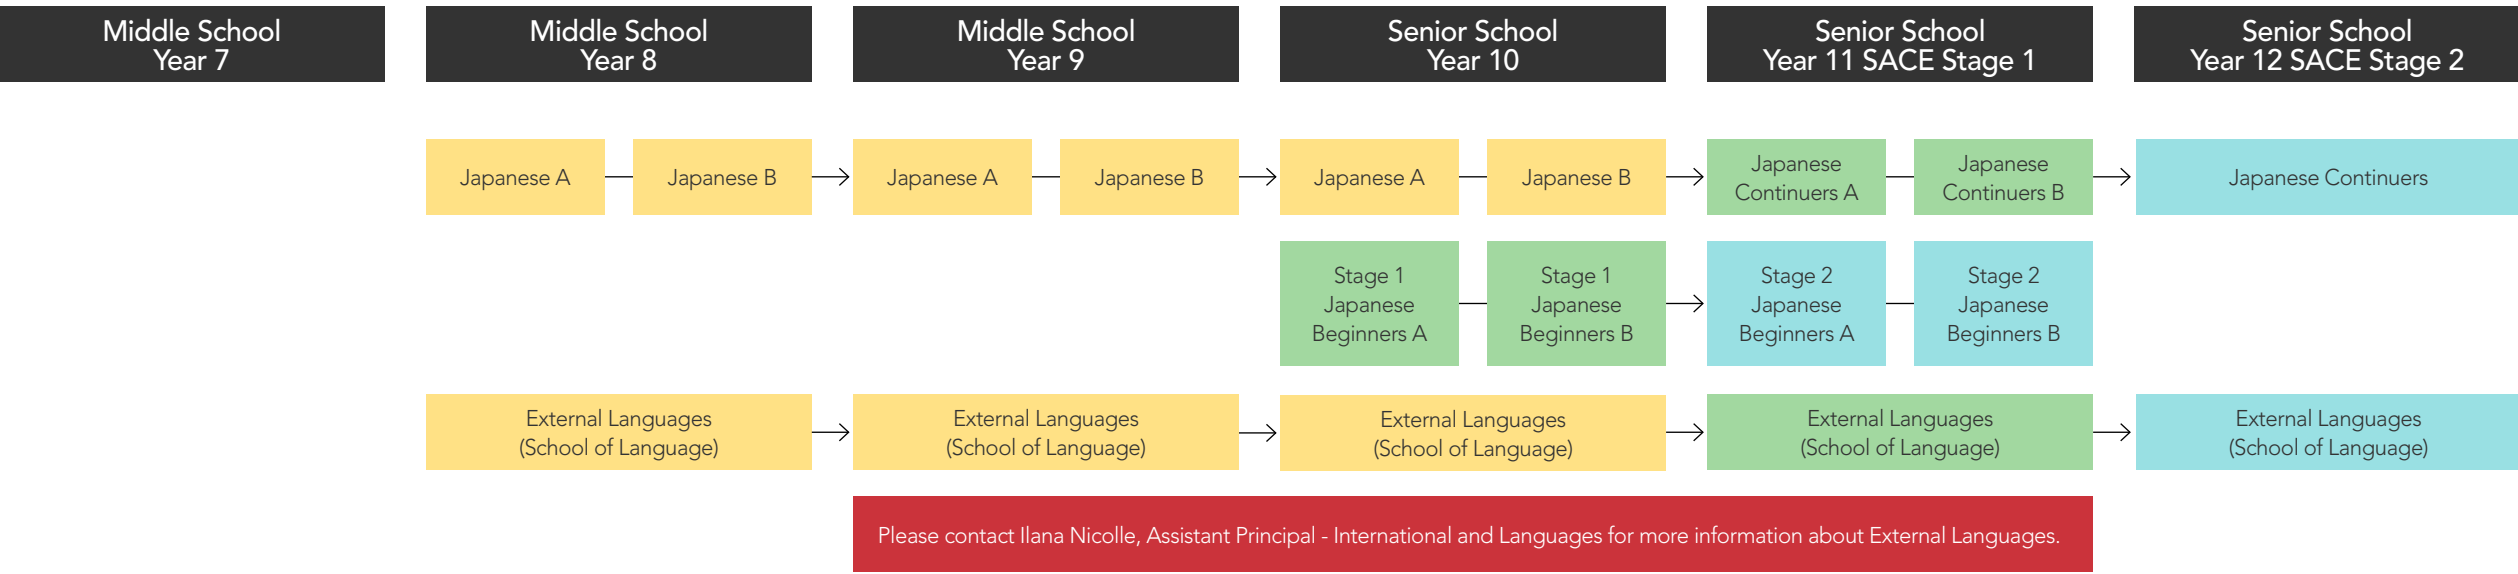 Middle School
Year 7
Middle School
Year 8
Middle School
Year 9
Senior School
Year 10
Senior School
Year 11 SACE Stage 1
Senior School
Year 12 SACE Stage 2
Japanese A
Japanese B
Japanese A
Japanese B
Japanese A
Japanese B
Japanese
Continuers A
Japanese
Continuers B
Japanese Continuers
Stage 1
Japanese
Beginners A
Stage 1
Japanese
Beginners B
Stage 2
Japanese
Beginners A
Stage 2
Japanese
Beginners B
External Languages
(School of Language)
External Languages
(School of Language)
External Languages
(School of Language)
External Languages
(School of Language)
External Languages
(School of Language)
Please contact Ilana Nicolle, Assistant Principal - International and Languages for more information about External Languages.